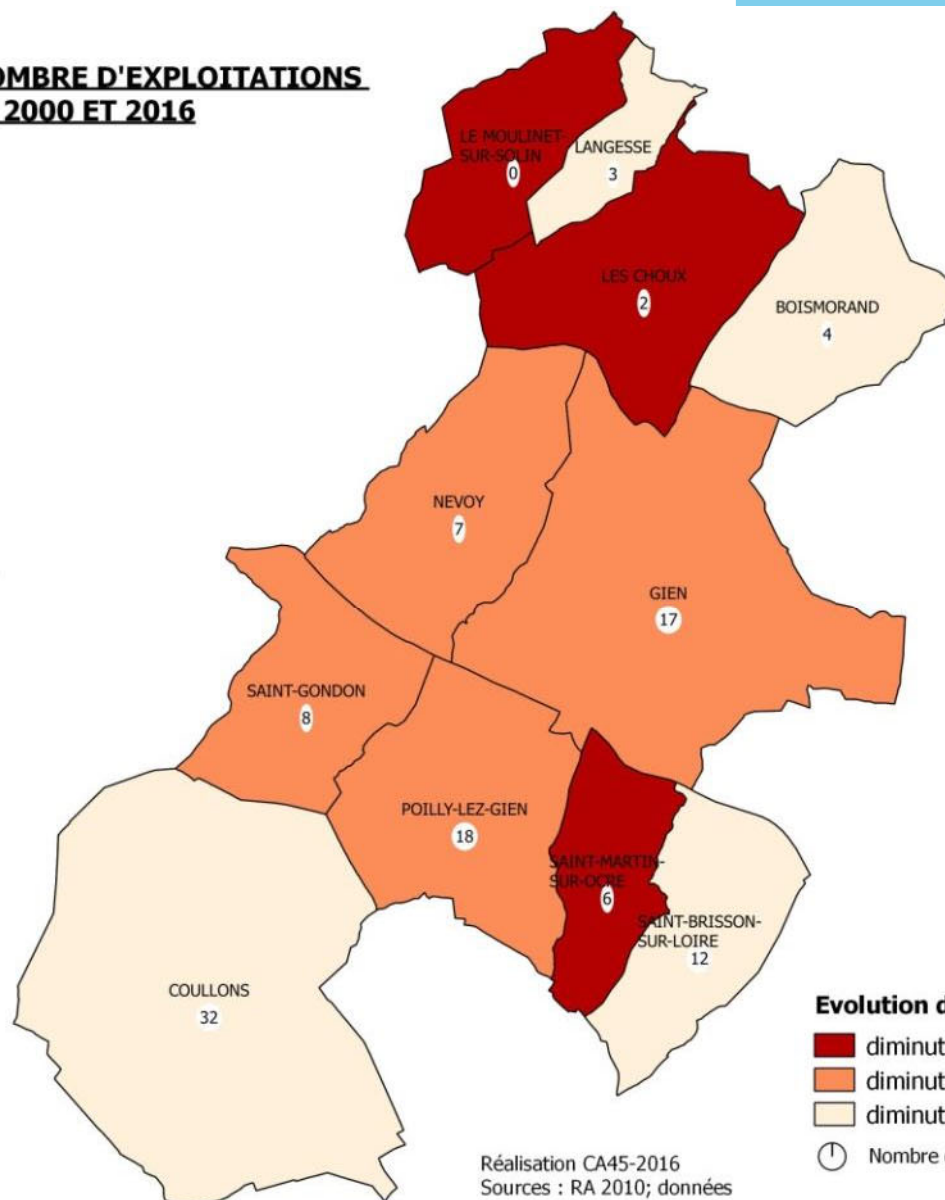 OMBRE D'EXPLOITATIONS
2000 ET 2016
LE MOULINET-
SUR-SOLIN
0
LANGESSE
3
LES CHOUX
2
BOISMORAND
4
NEVOY
7
GIEN
17
SAINT-GONDON
8
POILLY-LEZ-GIEN
18
SAINT-MARTIN-
SUR-OCRE
6
SAINT-BRISSON-
SUR-LOIRE
12
COULLONS
32
Evolution d
diminut
diminut
diminut
Nombre
Réalisation CA45-2016
Sources : RA 2010; données